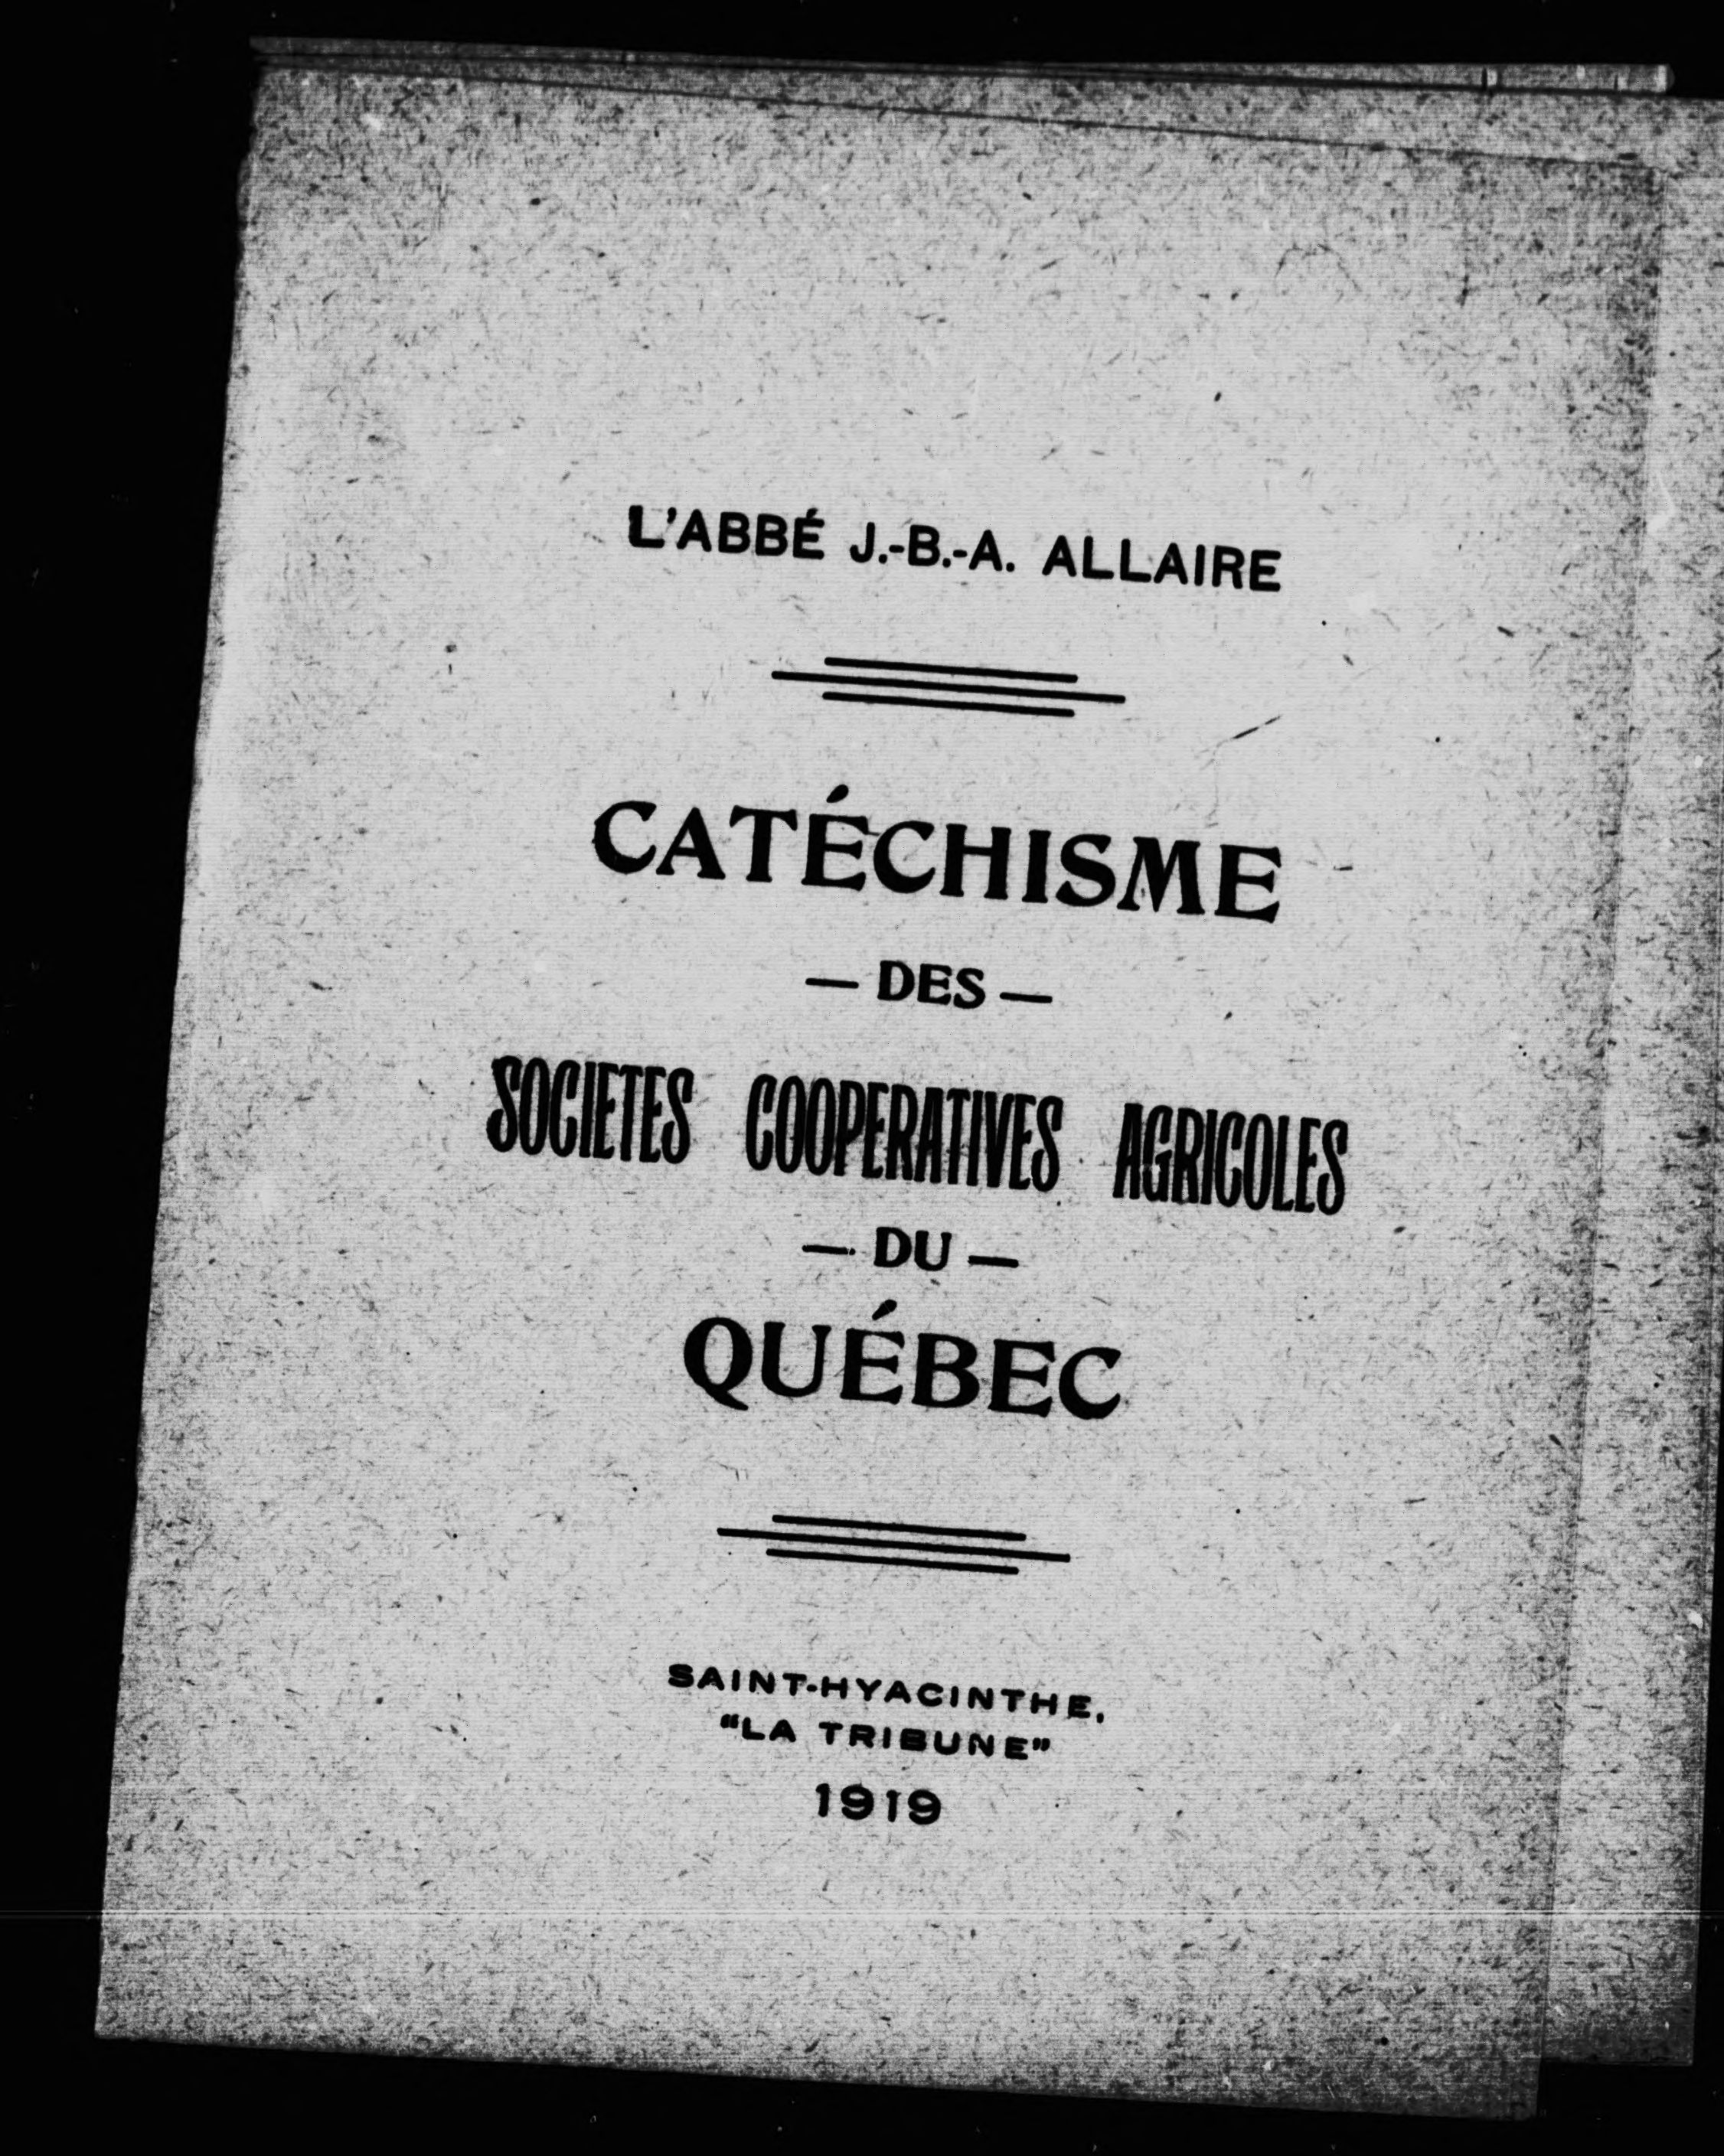 L'ABBÉ J.-B.-A. ALLAIRE
CATÉCHISME
— DES —
SOCIETES COOPERATIVES AGRICOLES
— DU —
QUÉBEC
SAINT-HYACINTHE,
"LA TRIBUNE"
1919